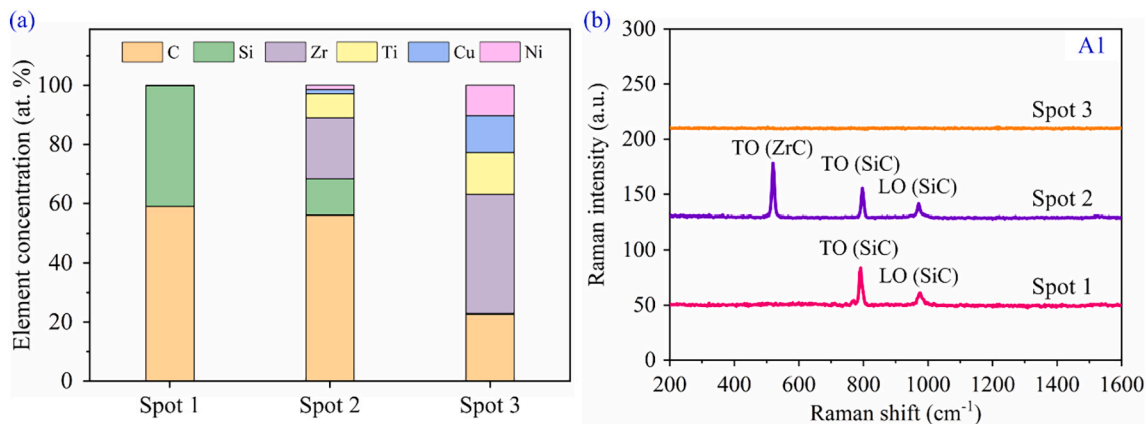 (a)
C Si Zr Ti Cu Ni
Element concentration (at. %)
100
80
60
40
20
0
Spot 1 Spot 2 Spot 3
(b)
A1
Raman intensity (a.u.)
300
250
200
150
100
50
0
Spot 3
TO (ZrC) TO (SiC)
LO (SiC)
Spot 2
TO (SiC)
LO (SiC)
Spot 1
200 400 600 800 1000 1200 1400 1600
Raman shift (cm⁻¹)